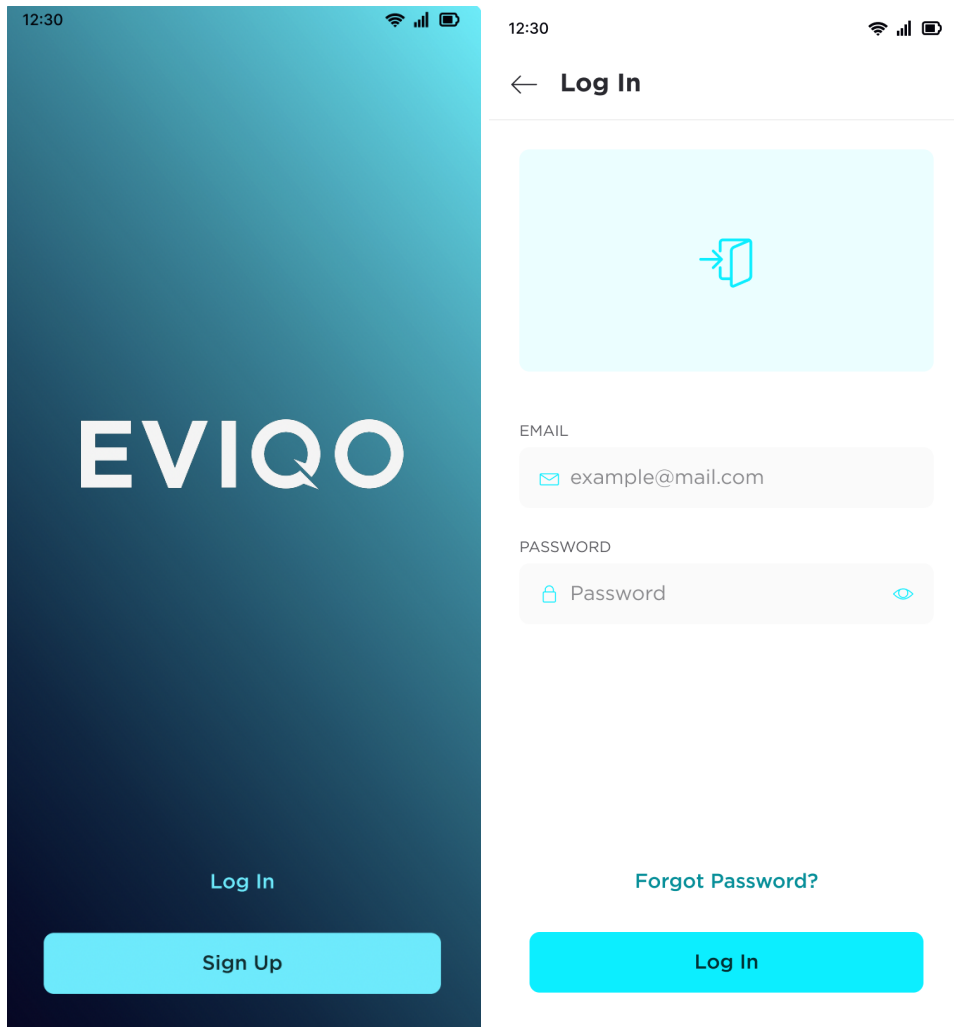 12:30
EVIQO
Log In
Sign Up
12:30
Log In
EMAIL
example@mail.com
PASSWORD
Password
Forgot Password?
Log In